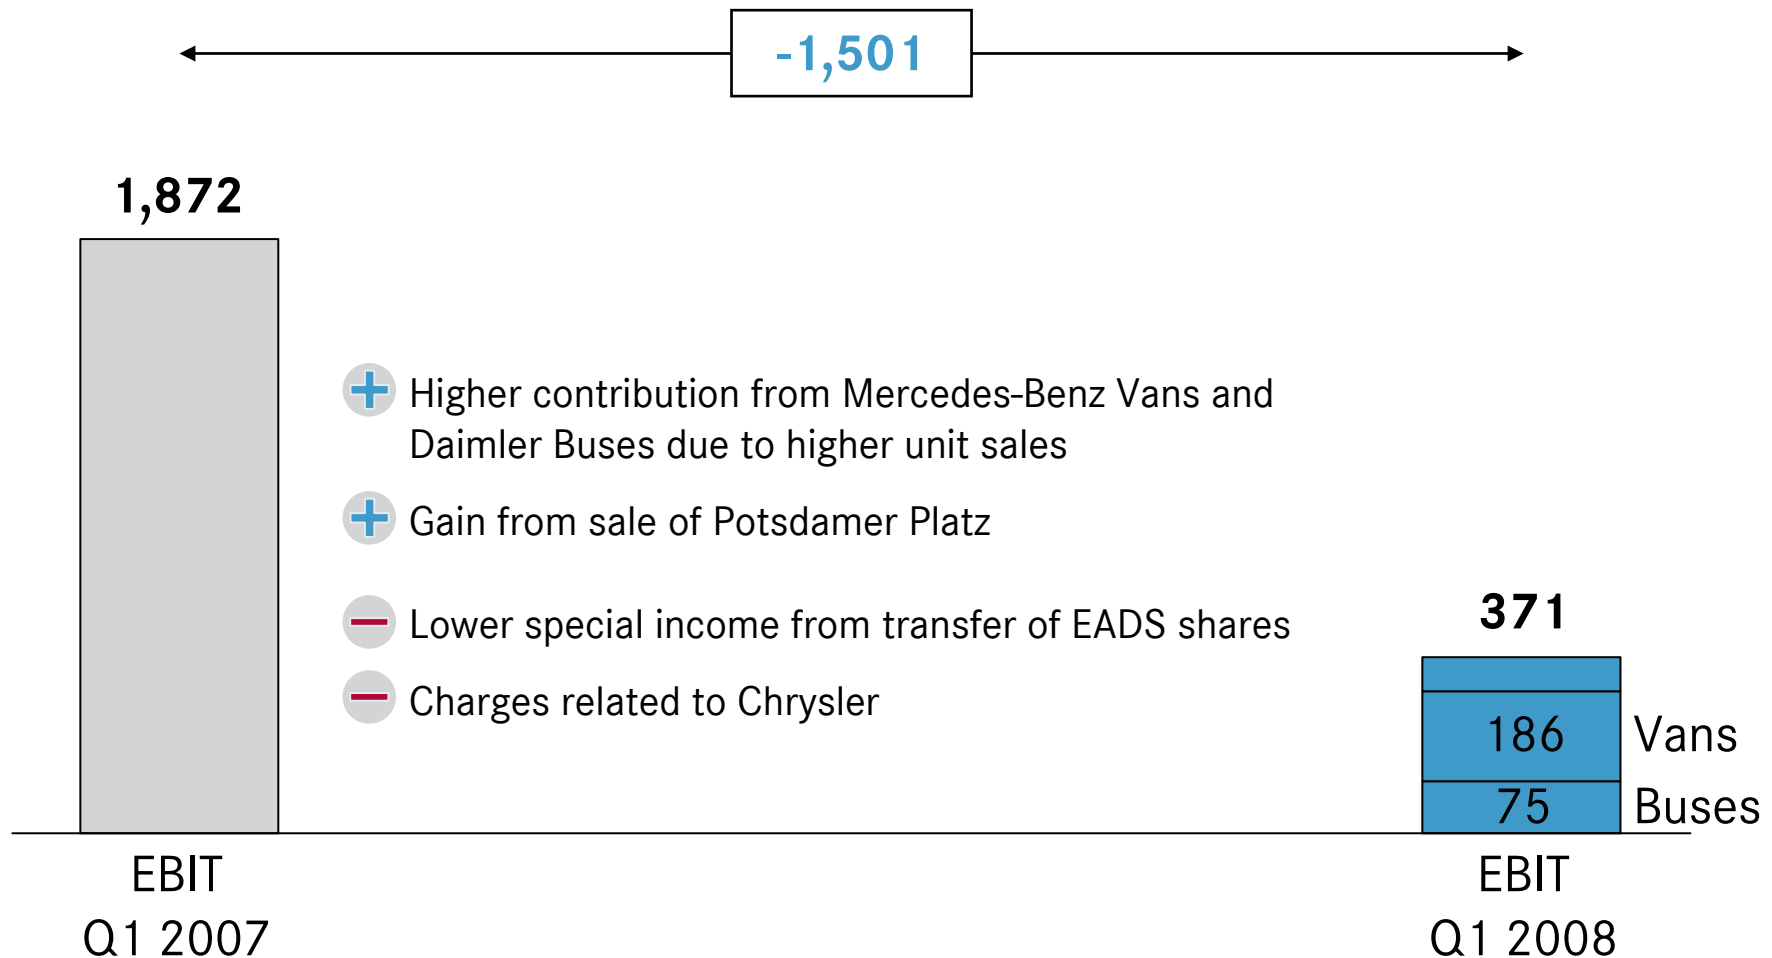 -1,501
1,872
Higher contribution from Mercedes-Benz Vans and
Daimler Buses due to higher unit sales
Gain from sale of Potsdamer Platz
Lower special income from transfer of EADS shares
Charges related to Chrysler
371
186 Vans
75 Buses
EBIT
Q1 2007
EBIT
Q1 2008